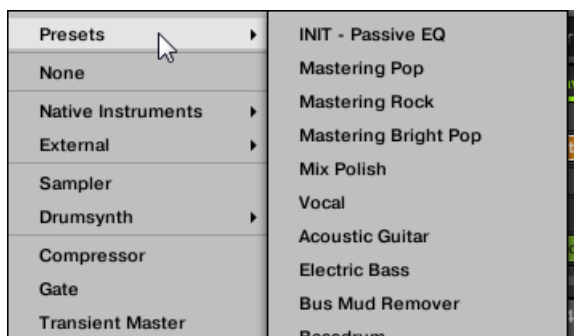 Presets
None
Native Instruments
External
Sampler
Drumsynth
Compressor
Gate
Transient Master
INIT - Passive EQ
Mastering Pop
Mastering Rock
Mastering Bright Pop
Mix Polish
Vocal
Acoustic Guitar
Electric Bass
Bus Mud Remover
Bassdrum